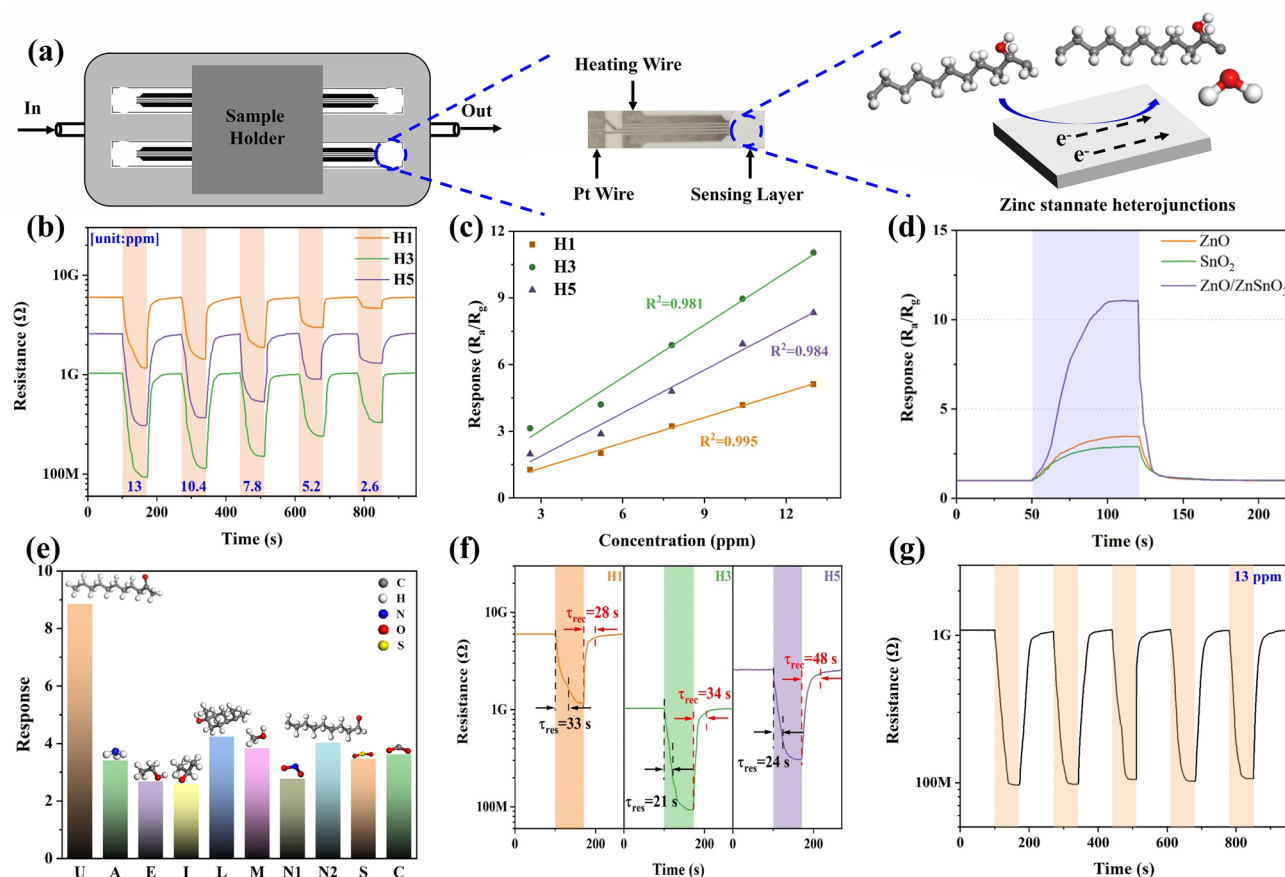 (a)
In
Sample
Holder
Out
Heating Wire
Pt Wire
Sensing Layer
e-
e-
Zinc stannate heterojunctions
(b)
[unit:ppm]
H1
H3
H5
10G
1G
100M
Resistance (Ω)
13
10.4
7.8
5.2
2.6
0
200
400
600
800
Time (s)
(c)
12
9
6
3
0
Response (Ra/Rg)
H1
H3
H5
R²=0.981
R²=0.984
R²=0.995
3
6
9
12
Concentration (ppm)
(d)
15
10
5
0
Response (Ra/Rg)
ZnO
SnO2
ZnO/ZnSnO3
0
50
100
150
200
Time (s)
(e)
10
8
6
4
2
0
Response
C
H
N
O
S
U
A
E
I
L
M
N1
N2
S
C
(f)
H1
H3
H5
10G
1G
100M
Resistance (Ω)
τrec=28 s
τres=33 s
τrec=34 s
τres=21 s
τrec=48 s
τres=24 s
0
200
0
200
0
200
Time (s)
(g)
13 ppm
1G
100M
Resistance (Ω)
0
200
400
600
800
Time (s)